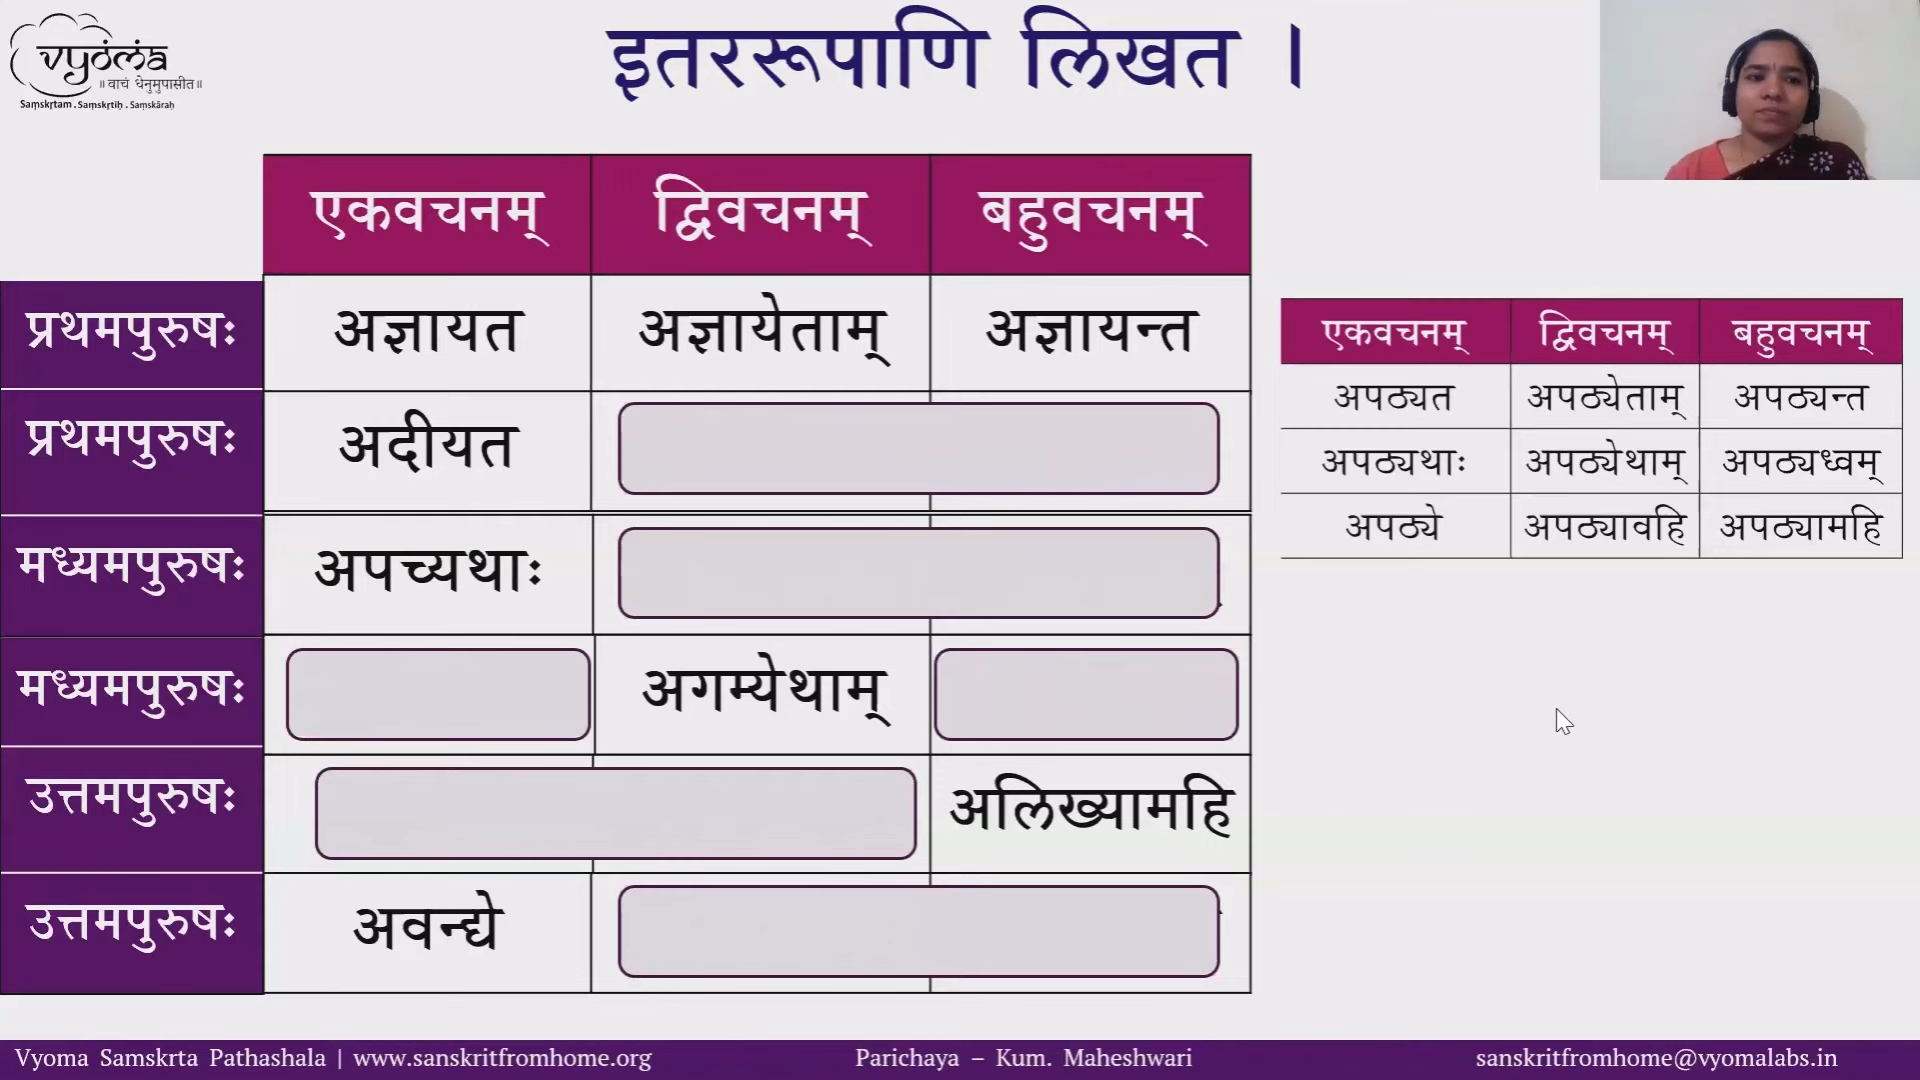 vyoma
॥ वाचं धेनुमुपासीत॥
Saṃskṛtam . Saṃskṛtiḥ . Saṃskāraḥ
इतररूपाणि लिखत ।
एकवचनम् द्विवचनम् बहुवचनम्
प्रथमपुरुषः अज्ञायत अज्ञायेताम् अज्ञायन्त
प्रथमपुरुषः अदीयत
मध्यमपुरुषः अपच्यथाः
मध्यमपुरुषः अगम्येथाम्
उत्तमपुरुषः अलिख्यामहि
उत्तमपुरुषः अवन्द्ये
एकवचनम् द्विवचनम् बहुवचनम्
अपठ्यत अपठ्येताम् अपठ्यन्त
अपठ्यथाः अपठ्येथाम् अपठ्यध्वम्
अपठ्ये अपठ्यावहि अपठ्यामहि
Vyoma Samskrta Pathashala | www.sanskritfromhome.org Parichaya – Kum. Maheshwari sanskritfromhome@vyomalabs.in